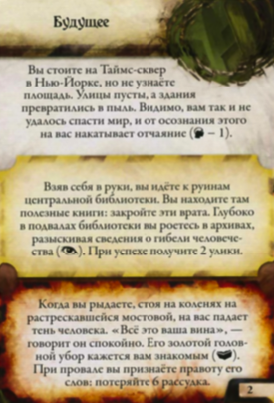 Будущее
Вы стоите на Таймс-сквер
в Нью-Йорке, но не узнаёте
площадь. Улицы пусты, а здания
превратились в пыль. Видимо, вам так и не
удалось спасти мир, и от осознания этого
на вас накатывает отчаяние ( – 1).
Взяв себя в руки, вы идёте к руинам
центральной библиотеки. Вы находите там
полезные книги: закройте эти врата. Глубоко
в подвалах библиотеки вы роетесь в архивах,
разыскивая сведения о гибели человече-
ства (). При успехе получите 2 улики.
Когда вы рыдаете, стоя на коленях на
растрескавшейся мостовой, на вас падает
тень человека. «Всё это ваша вина», —
говорит он спокойно. Его золотой голов-
ной убор кажется вам знакомым ().
При провале вы признаёте правоту его
слов: потеряйте 6 рассудка.
2